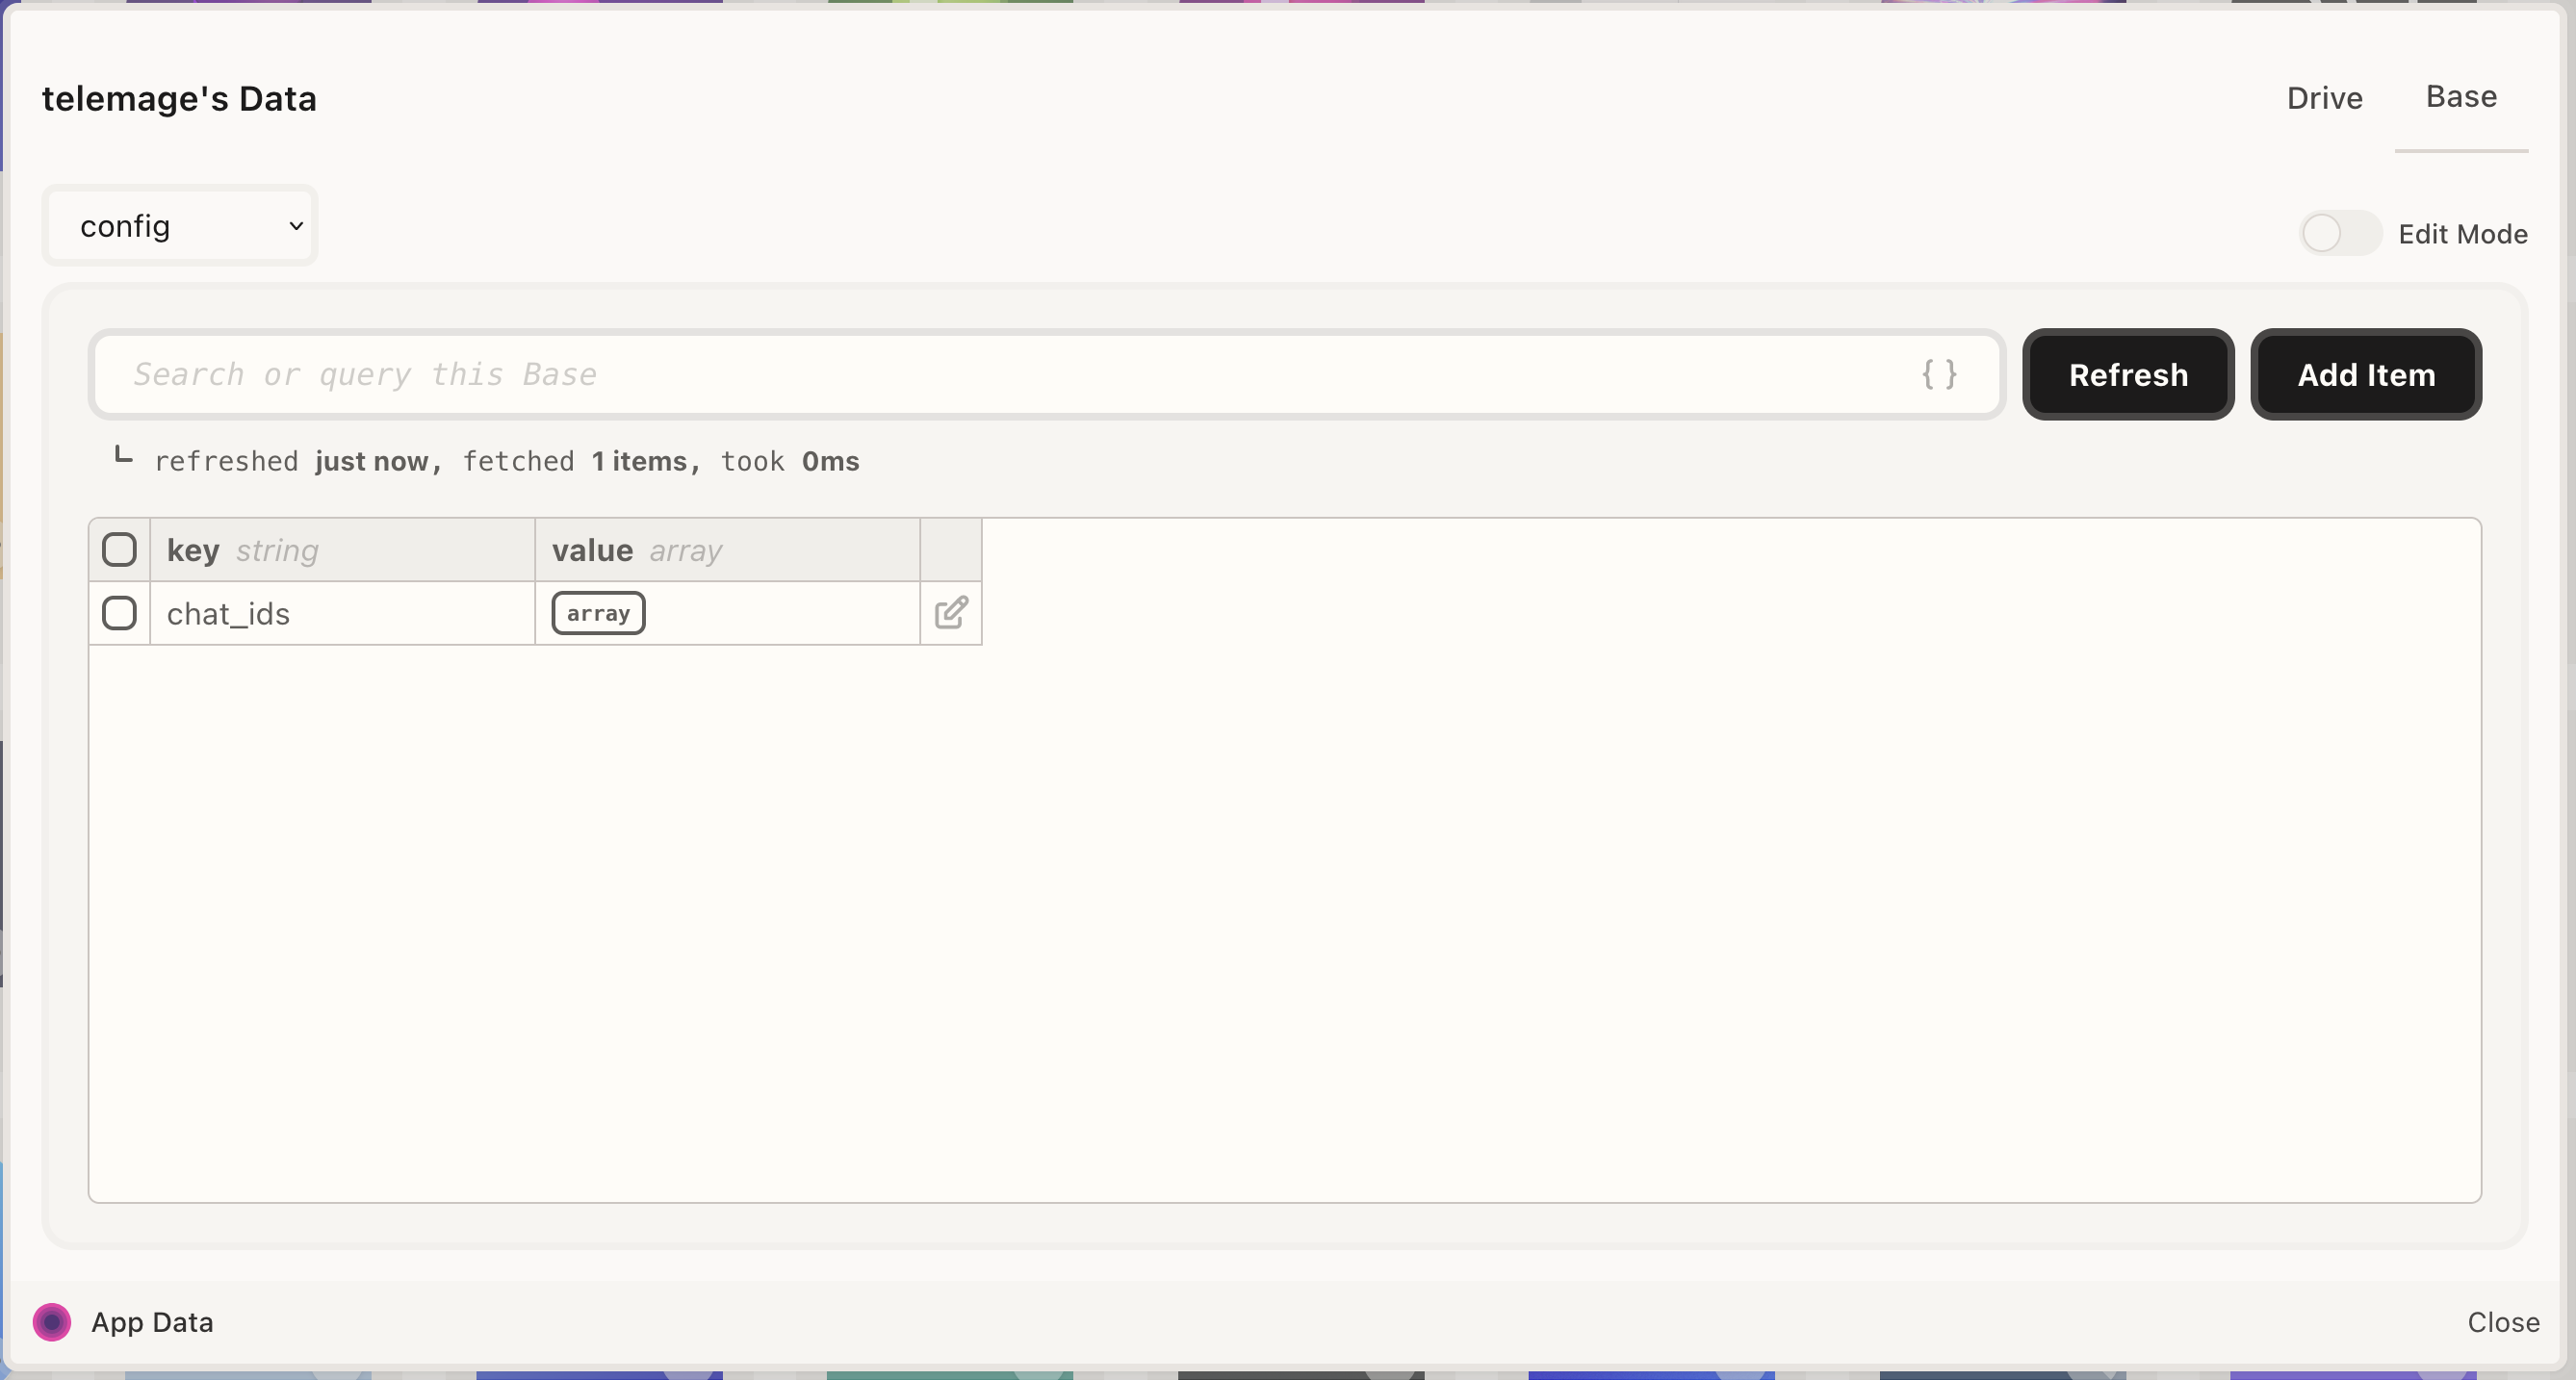 telemage's Data
Drive
Base
config
Edit Mode
Search or query this Base
{ }
Refresh
Add Item
refreshed just now, fetched 1 items, took 0ms
key string
value array
chat_ids
array
App Data
Close